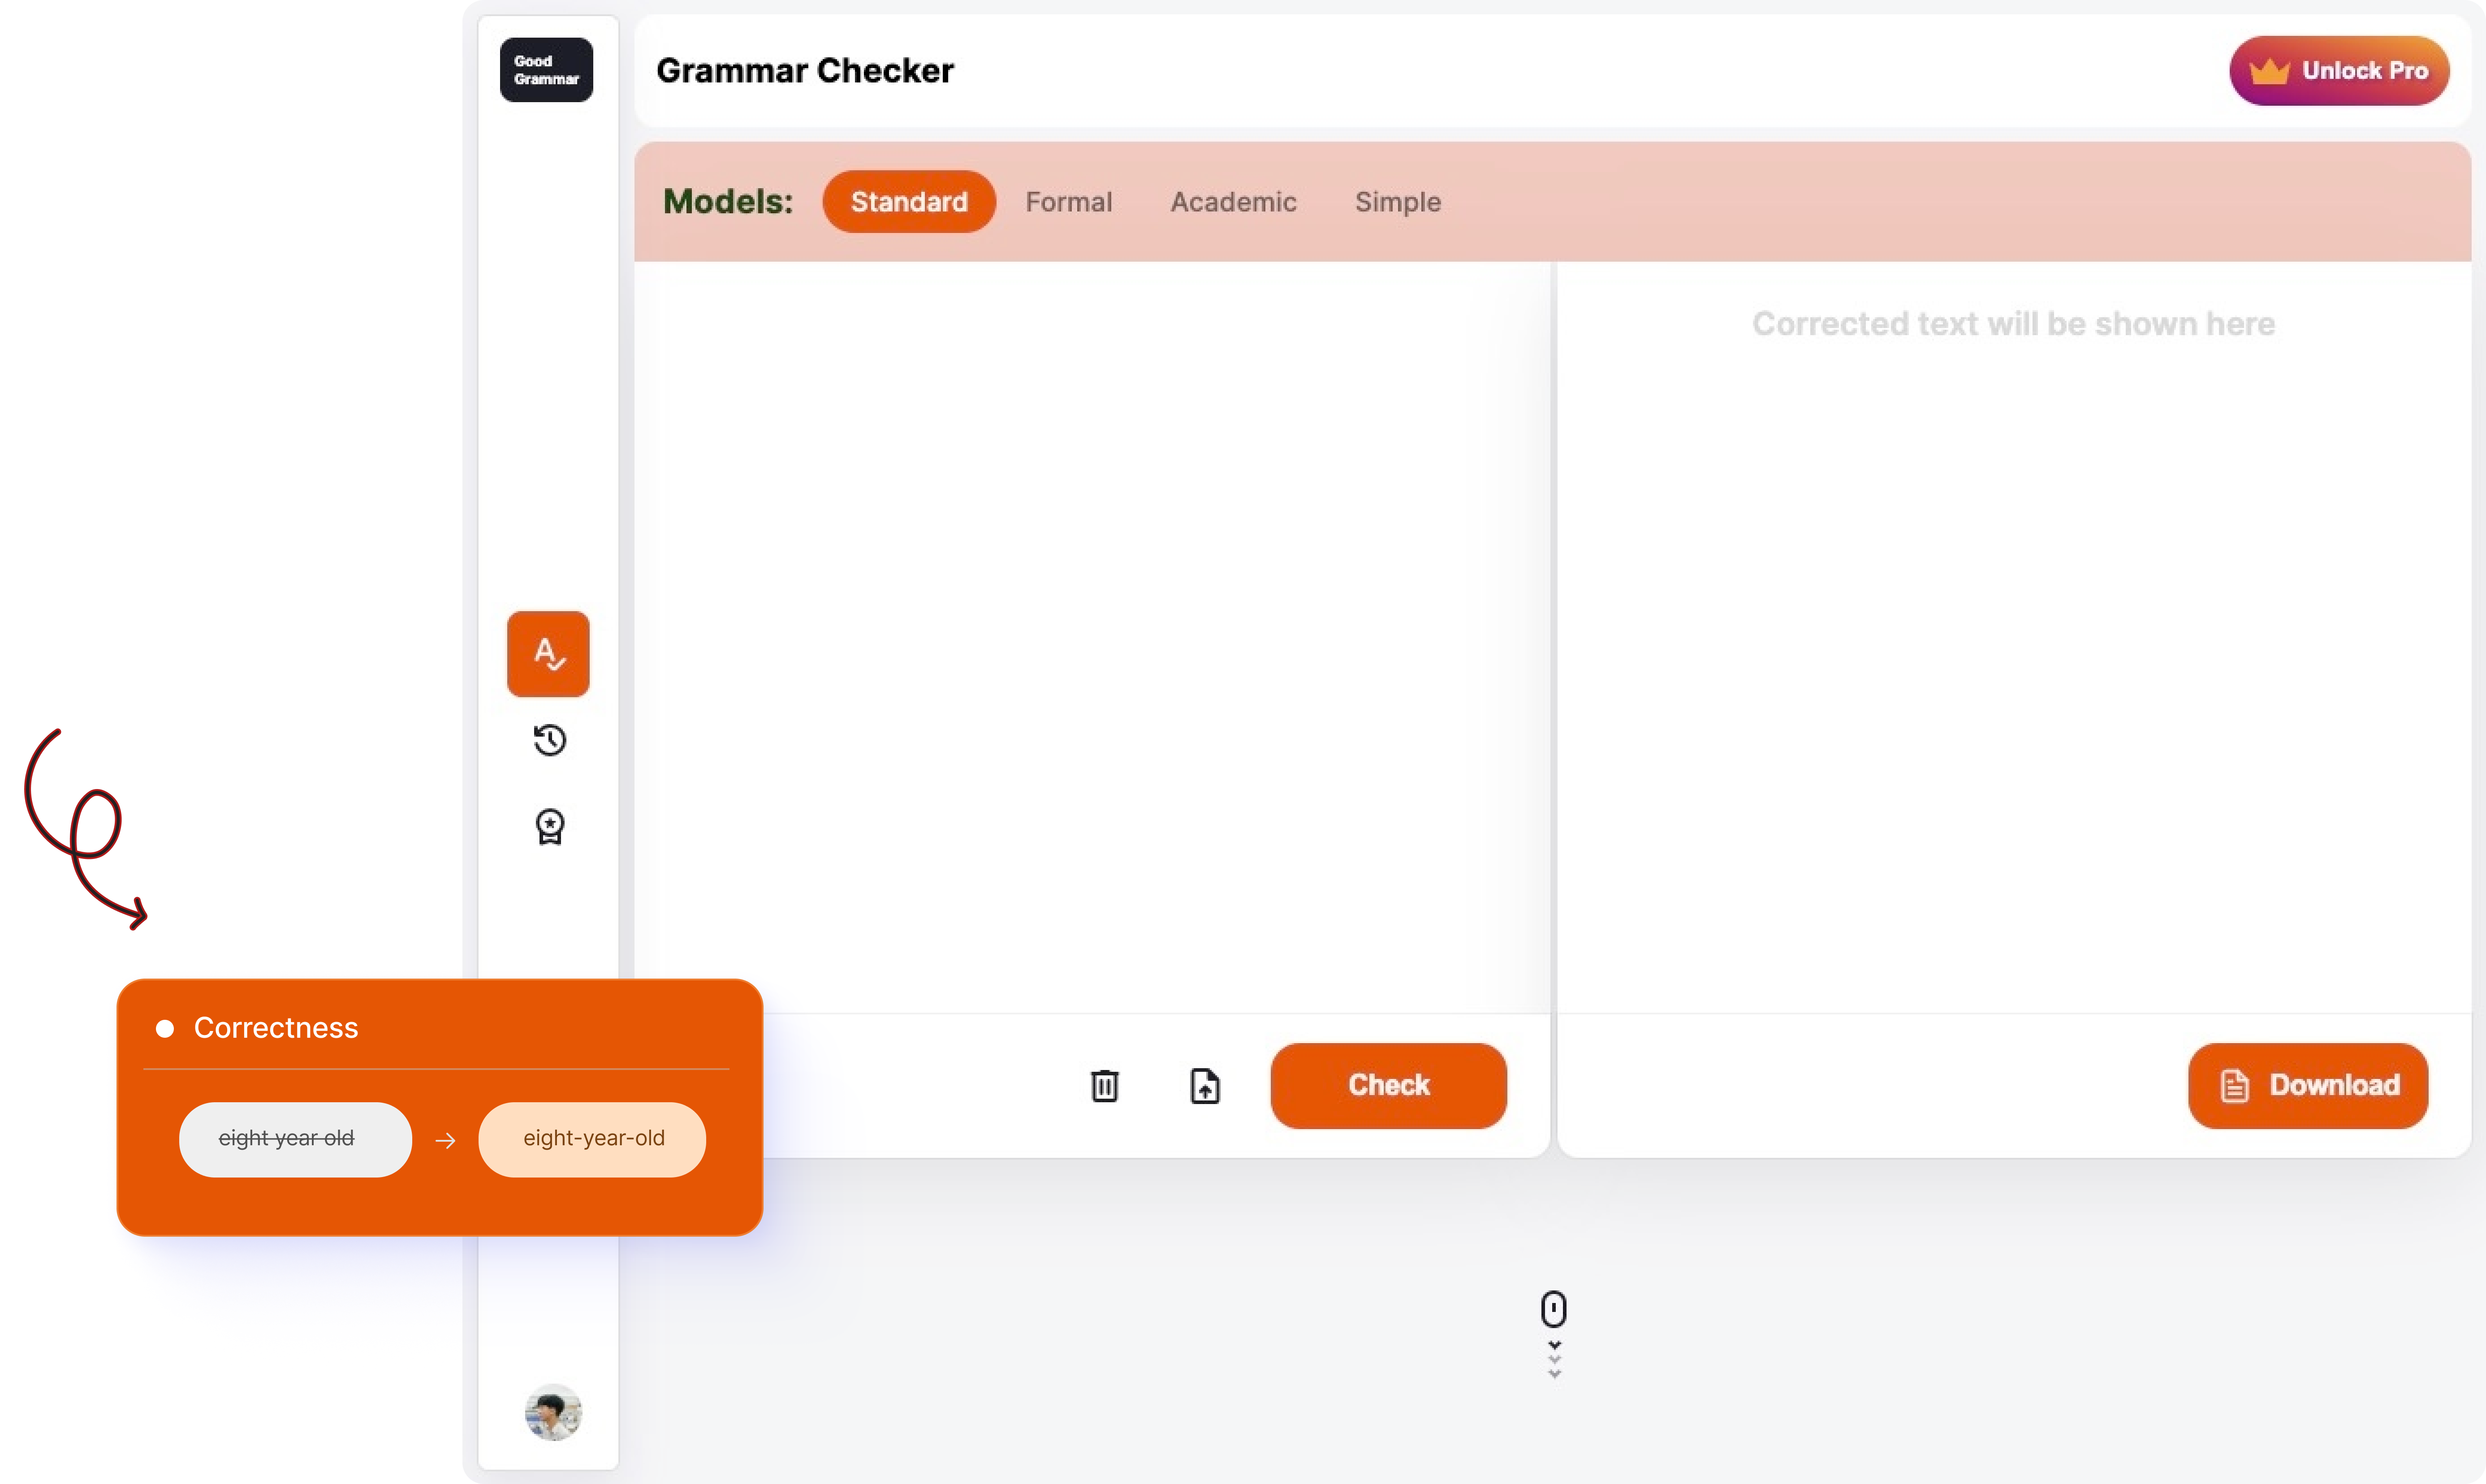 Good
Grammar
Grammar Checker
Unlock Pro
Models: Standard Formal Academic Simple
Corrected text will be shown here
Correctness
eight year old → eight-year-old
Check
Download